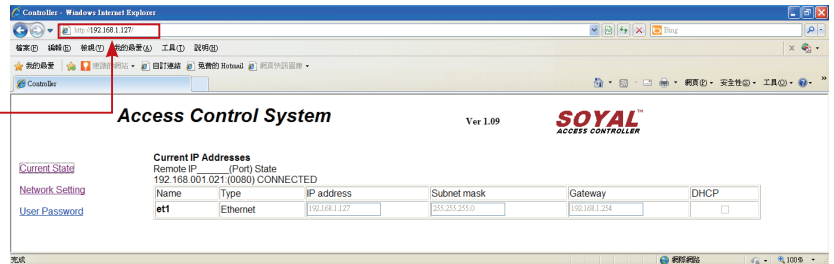 Controller - Windows Internet Explorer
http://192.168.1.127/
Bing
檔案(F) 編輯(E) 檢視(V) 我的最愛(A) 工具(T) 說明(H)
我的最愛 建議的網站 自訂連結 免費的 Hotmail 網頁快訊圖庫
Controller
網頁(P) 安全性(S) 工具(O)
Access Control System
Ver 1.09
SOYAL™
ACCESS CONTROLLER
Current State
Network Setting
User Password
Current IP Addresses
Remote IP_____(Port) State
192.168.001.021:(0080) CONNECTED
Name Type IP address Subnet mask Gateway DHCP
et1 Ethernet 192.168.1.127 255.255.255.0 192.168.1.254
完成
網際網路
100%